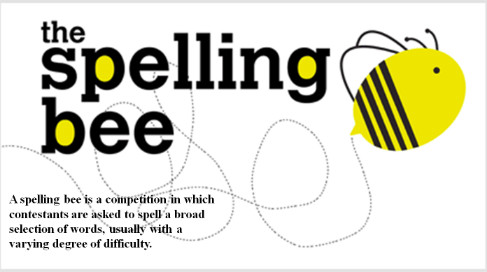 the
spelling
bee
A spelling bee is a competition in which
contestants are asked to spell a broad
selection of words, usually with a
varying degree of difficulty.